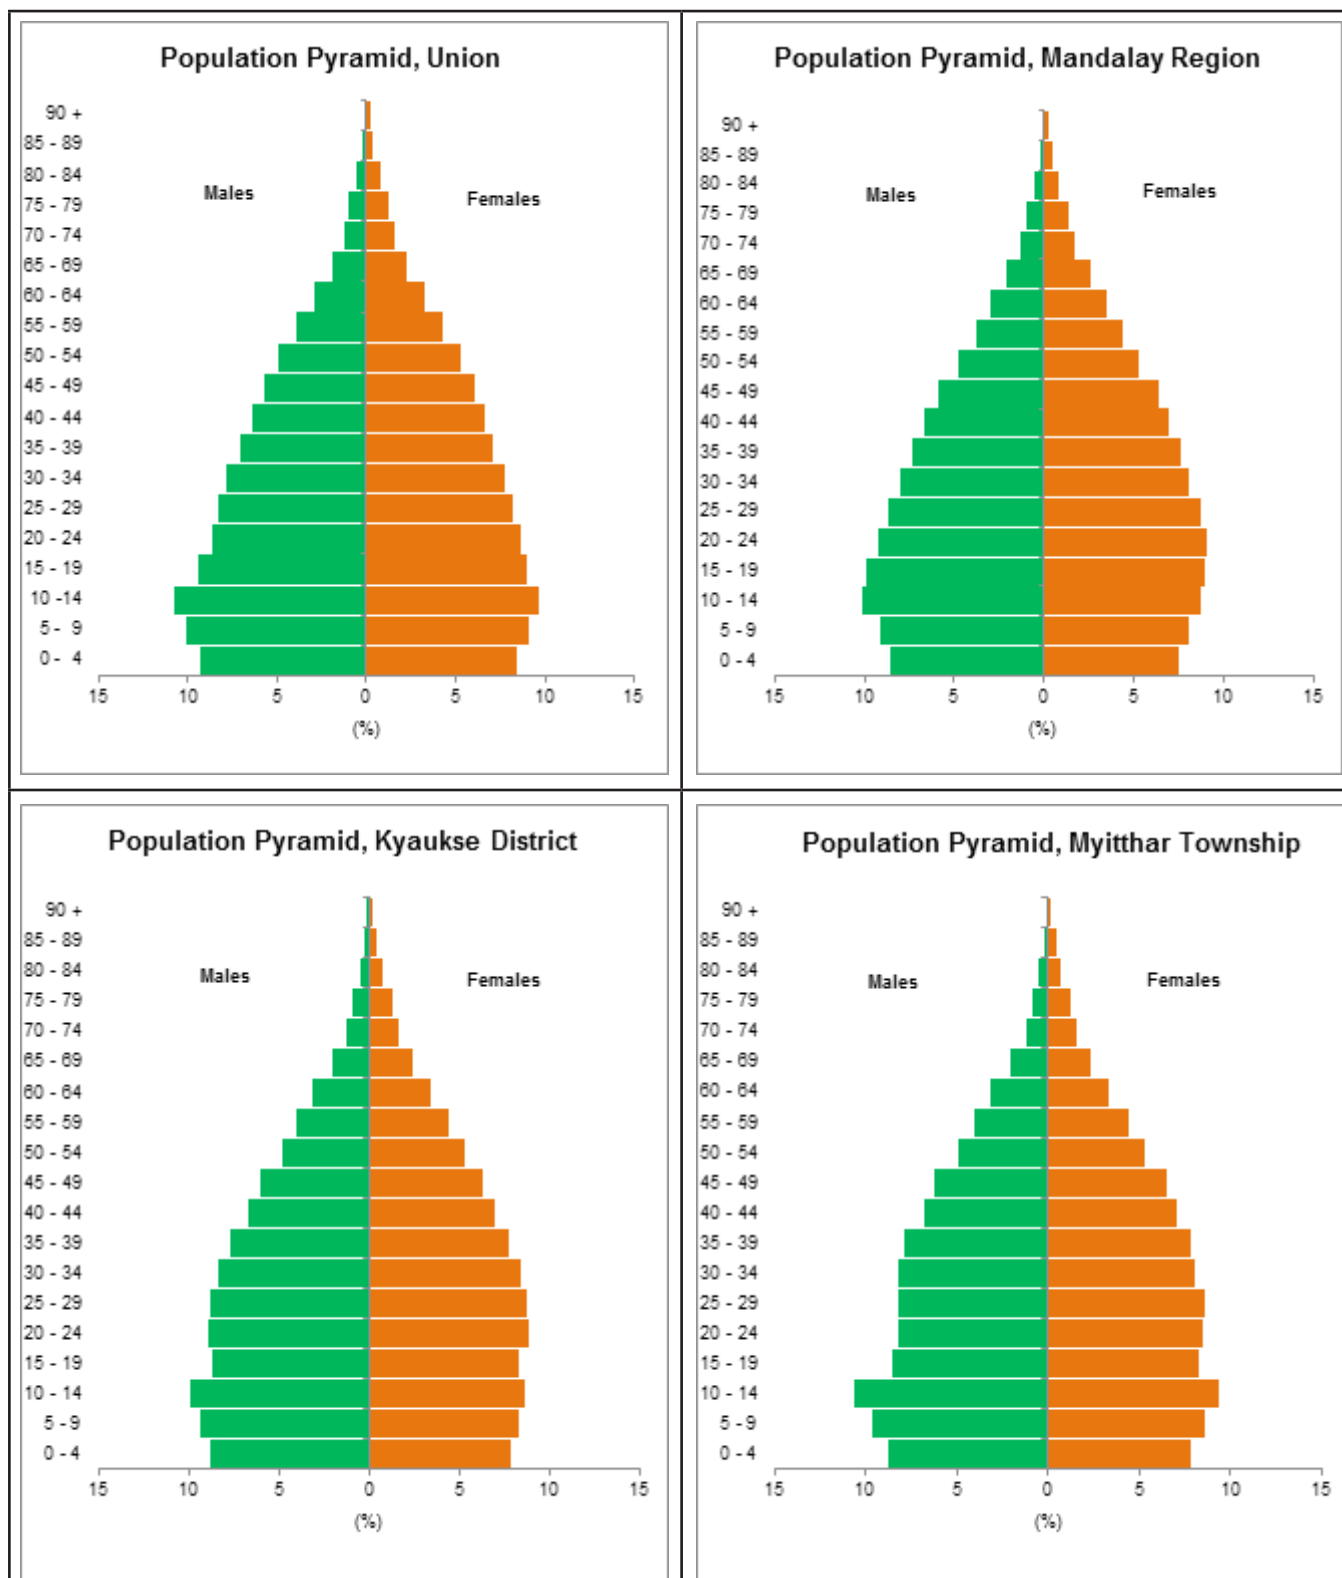 Population Pyramid, Union
90 +
85 - 89
80 - 84
75 - 79
70 - 74
65 - 69
60 - 64
55 - 59
50 - 54
45 - 49
40 - 44
35 - 39
30 - 34
25 - 29
20 - 24
15 - 19
10 -14
5 - 9
0 - 4
Males
Females
15 10 5 0 5 10 15
(%)
Population Pyramid, Mandalay Region
90 +
85 - 89
80 - 84
75 - 79
70 - 74
65 - 69
60 - 64
55 - 59
50 - 54
45 - 49
40 - 44
35 - 39
30 - 34
25 - 29
20 - 24
15 - 19
10 - 14
5 - 9
0 - 4
Males
Females
15 10 5 0 5 10 15
(%)
Population Pyramid, Kyaukse District
90 +
85 - 89
80 - 84
75 - 79
70 - 74
65 - 69
60 - 64
55 - 59
50 - 54
45 - 49
40 - 44
35 - 39
30 - 34
25 - 29
20 - 24
15 - 19
10 - 14
5 - 9
0 - 4
Males
Females
15 10 5 0 5 10 15
(%)
Population Pyramid, Myitthar Township
90 +
85 - 89
80 - 84
75 - 79
70 - 74
65 - 69
60 - 64
55 - 59
50 - 54
45 - 49
40 - 44
35 - 39
30 - 34
25 - 29
20 - 24
15 - 19
10 - 14
5 - 9
0 - 4
Males
Females
15 10 5 0 5 10 15
(%)